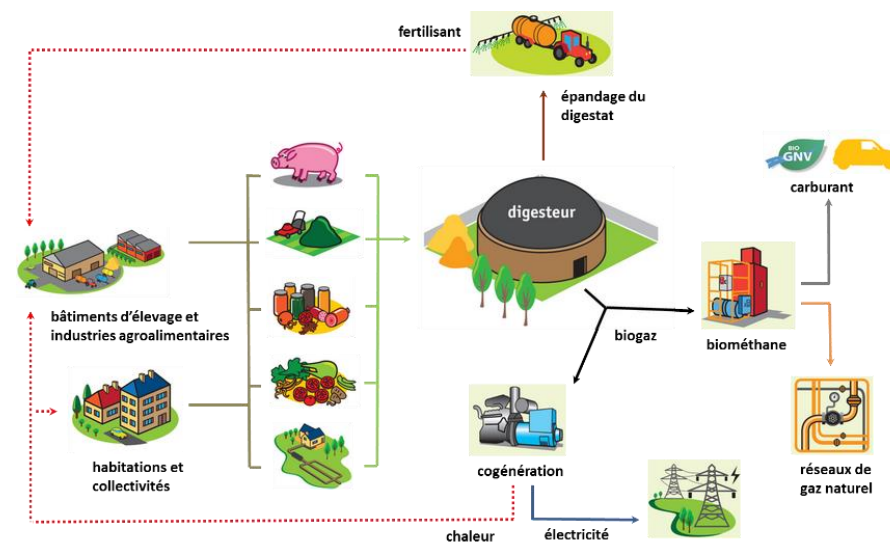 fertilisant
épandage du
digestat
BIO
GNV
carburant
digesteur
bâtiments d'élevage et
industries agroalimentaires
biogaz
biométhane
habitations et
collectivités
cogénération
réseaux de
gaz naturel
chaleur
électricité